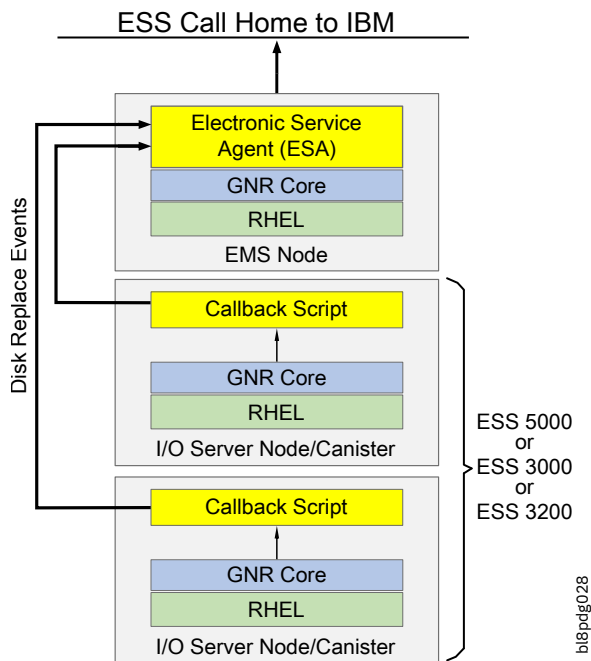 ESS Call Home to IBM
Electronic Service
Agent (ESA)
GNR Core
RHEL
EMS Node
Disk Replace Events
Callback Script
GNR Core
RHEL
I/O Server Node/Canister
Callback Script
GNR Core
RHEL
I/O Server Node/Canister
ESS 5000
or
ESS 3000
or
ESS 3200
bl8pdg028